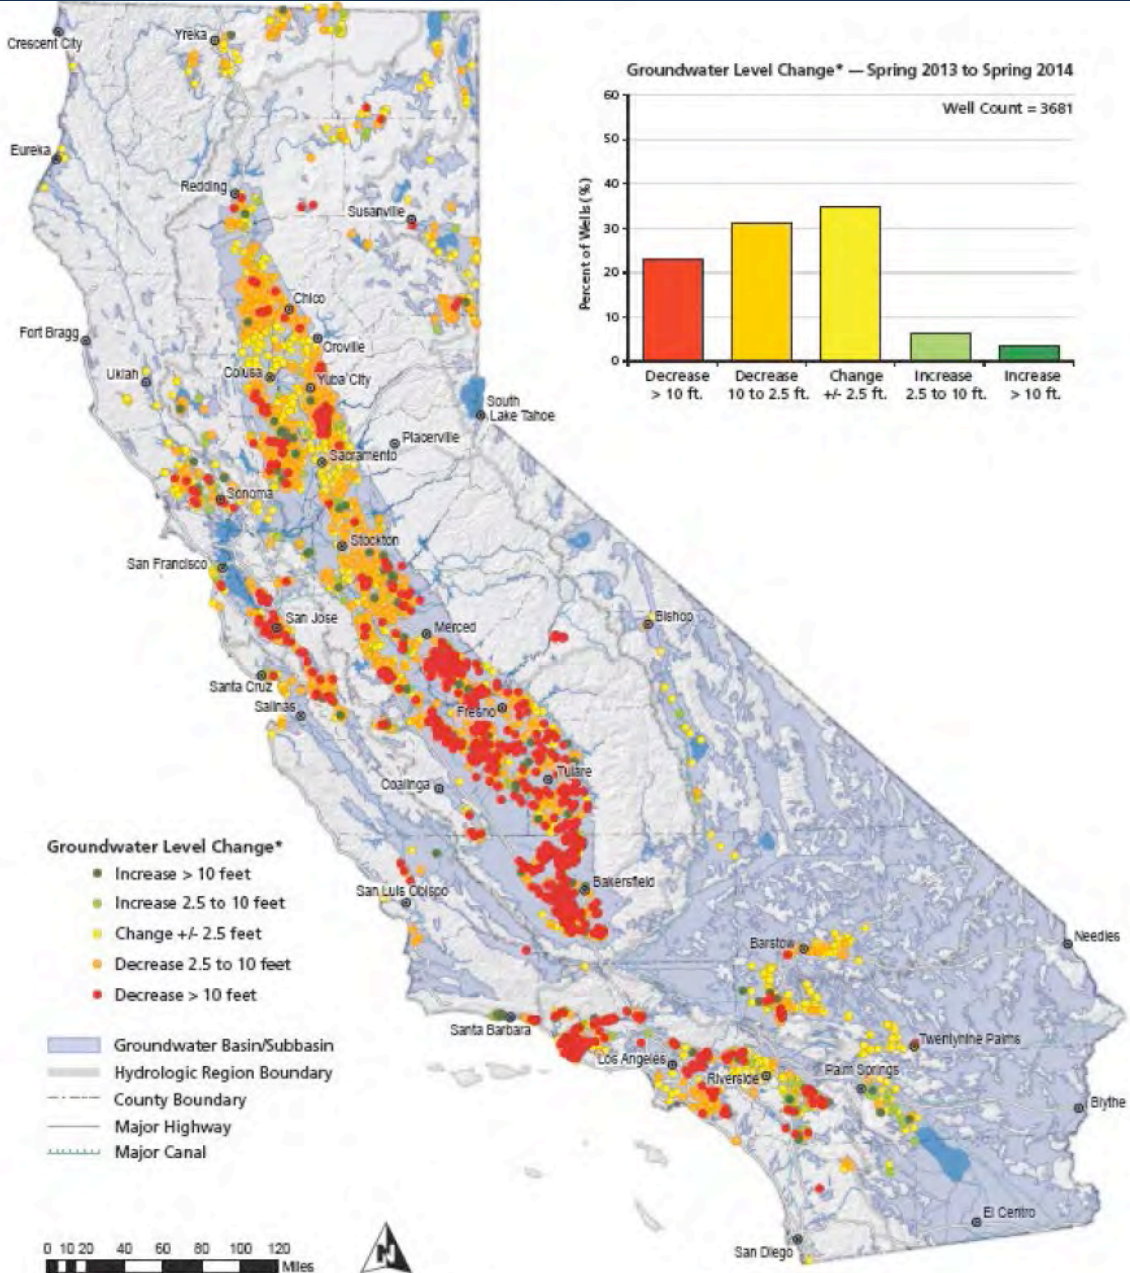 Crescent City
Yreka
Eureka
Redding
Susanville
Chico
Fort Bragg
Oroville
Ukiah
Colusa
Yuba City
South
Lake Tahoe
Placerville
Sacramento
Sonoma
Stockton
San Francisco
San Jose
Merced
Bishop
Santa Cruz
Salinas
Fresno
Coalinga
Tulare
San Luis Obispo
Bakersfield
Barstow
Needles
Santa Barbara
Los Angeles
Twentynine Palms
Riverside
Palm Springs
Blythe
El Centro
San Diego
Groundwater Level Change* — Spring 2013 to Spring 2014
Well Count = 3681
Percent of Wells (%)
60
50
40
30
20
10
0
Decrease
> 10 ft.
Decrease
10 to 2.5 ft.
Change
+/- 2.5 ft.
Increase
2.5 to 10 ft.
Increase
> 10 ft.
Groundwater Level Change*
Increase > 10 feet
Increase 2.5 to 10 feet
Change +/- 2.5 feet
Decrease 2.5 to 10 feet
Decrease > 10 feet
Groundwater Basin/Subbasin
Hydrologic Region Boundary
County Boundary
Major Highway
Major Canal
0 10 20 40 60 80 100 120
Miles
N